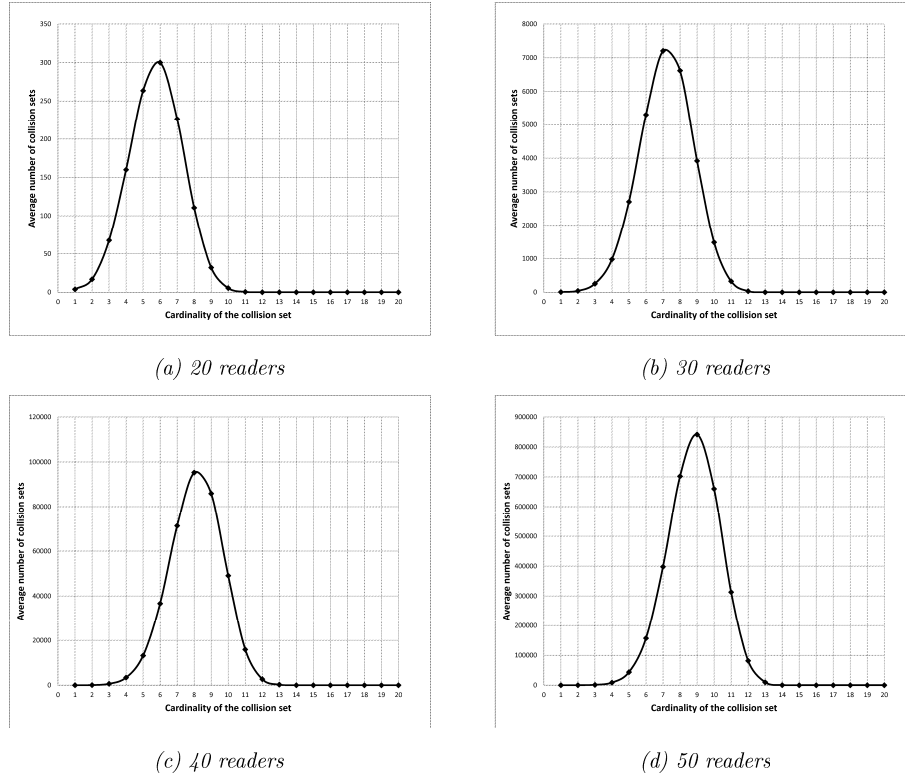 350
300
250
200
150
100
50
0
Average number of collision sets
0 1 2 3 4 5 6 7 8 9 10 11 12 13 14 15 16 17 18 19 20
Cardinality of the collision set
(a) 20 readers
8000
7000
6000
5000
4000
3000
2000
1000
0
Average number of collision sets
0 1 2 3 4 5 6 7 8 9 10 11 12 13 14 15 16 17 18 19 20
Cardinality of the collision set
(b) 30 readers
120000
100000
80000
60000
40000
20000
0
Average number of collision sets
0 1 2 3 4 5 6 7 8 9 10 11 12 13 14 15 16 17 18 19 20
Cardinality of the collision set
(c) 40 readers
900000
800000
700000
600000
500000
400000
300000
200000
100000
0
Average number of collision sets
0 1 2 3 4 5 6 7 8 9 10 11 12 13 14 15 16 17 18 19 20
Cardinality of the collision set
(d) 50 readers